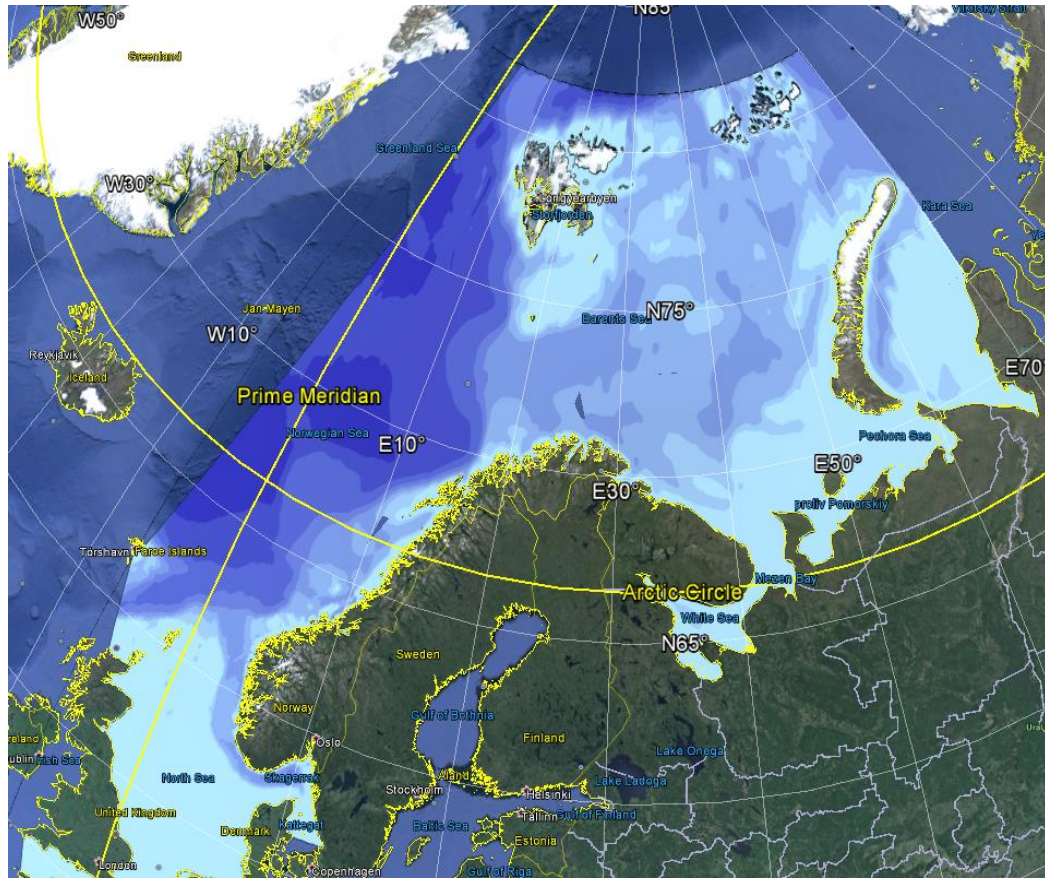 N85°
W50°
Greenland
Greenland Sea
W30°
Longyearbyen
Storfjorden
Kara Sea
Jan Mayen
N75°
Barents Sea
W10°
Reykjavik
Iceland
E70°
Prime Meridian
Norwegian Sea
E10°
Pechora Sea
E50°
E30°
proliv Pomorskiy
Torshavn
Faroe Islands
Mezen Bay
Arctic Circle
White Sea
N65°
Sweden
Norway
Gulf of Bothnia
Finland
Oslo
Lake Onega
North Sea
Skagerrak
Aland
Lake Ladoga
Stockholm
Helsinki
United Kingdom
Tallinn
Gulf of Finland
Denmark
Kattegat
Baltic Sea
Estonia
London
Copenhagen
Gulf of Riga